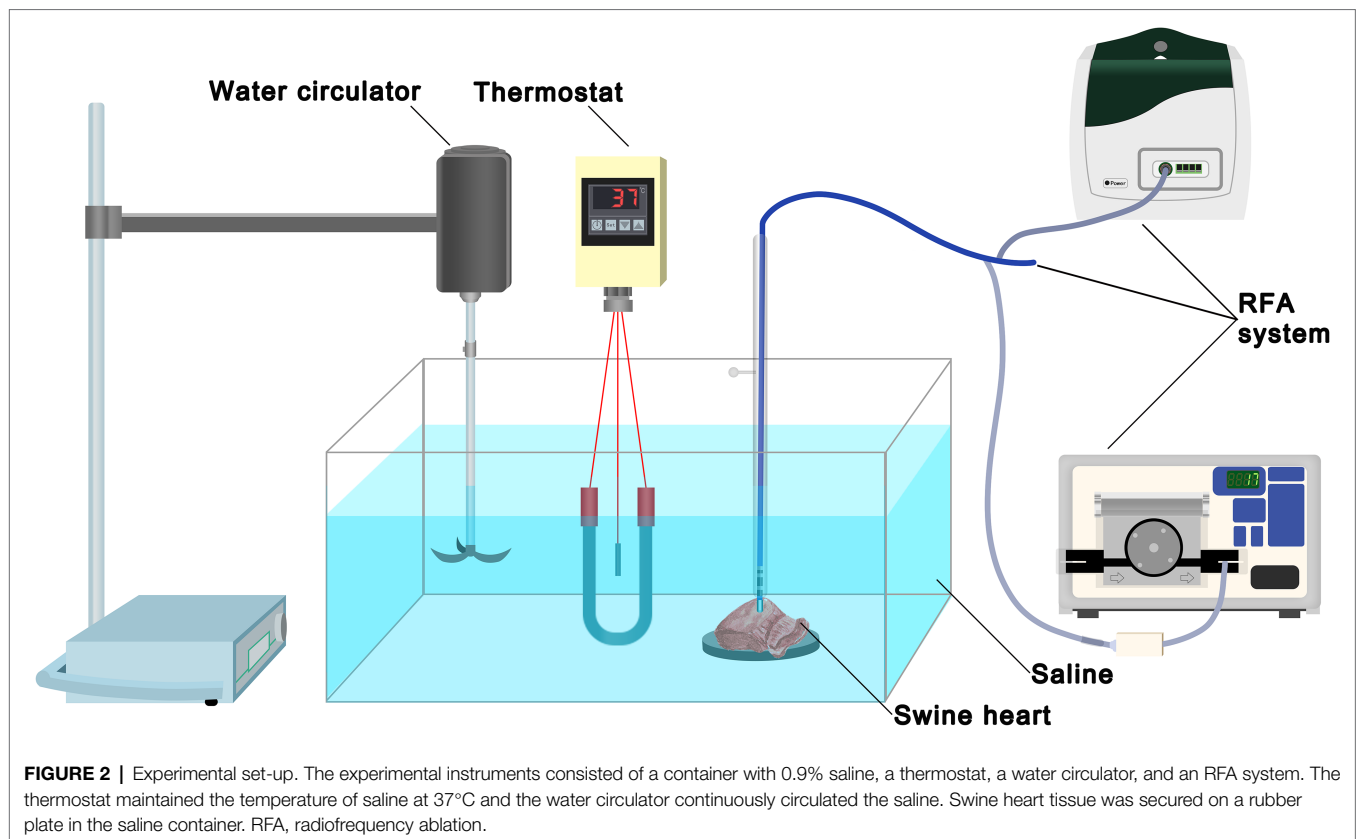 Water circulator
Thermostat
37 °C
Set
Power
RFA
system
17
Saline
Swine heart
FIGURE 2 | Experimental set-up. The experimental instruments consisted of a container with 0.9% saline, a thermostat, a water circulator, and an RFA system. The
thermostat maintained the temperature of saline at 37°C and the water circulator continuously circulated the saline. Swine heart tissue was secured on a rubber
plate in the saline container. RFA, radiofrequency ablation.